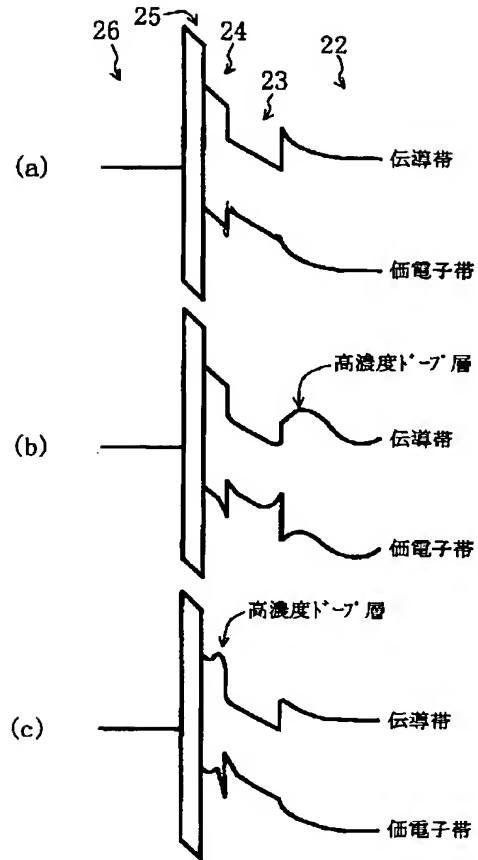 25
26
24
23
22
(a)
伝導帯
価電子帯
高濃度ドープ層
(b)
伝導帯
価電子帯
高濃度ドープ層
(c)
伝導帯
価電子帯